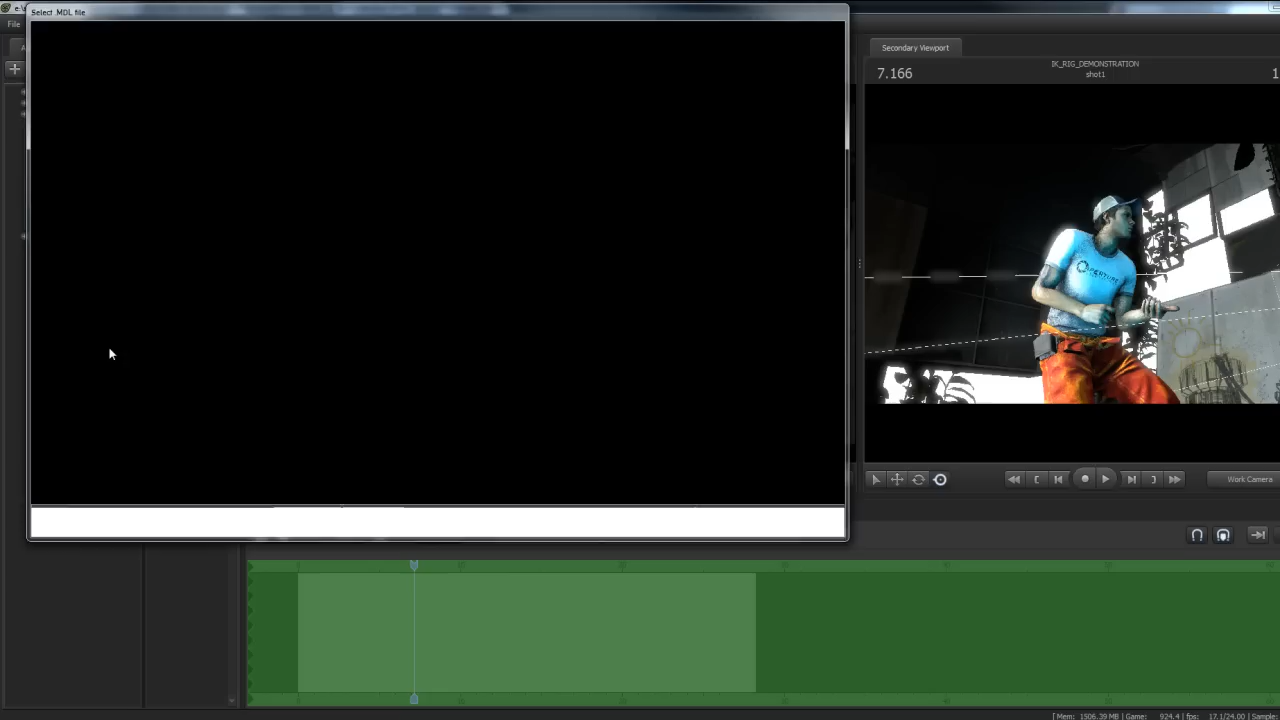 Select .MDL file
File
Secondary Viewport
7.166
IK_RIG_DEMONSTRATION
shot1
APERTURE
Work Camera
[ Mem: 1506.39 MB | Game: 924.4 | fps: 17.1/24.00 | Sample: